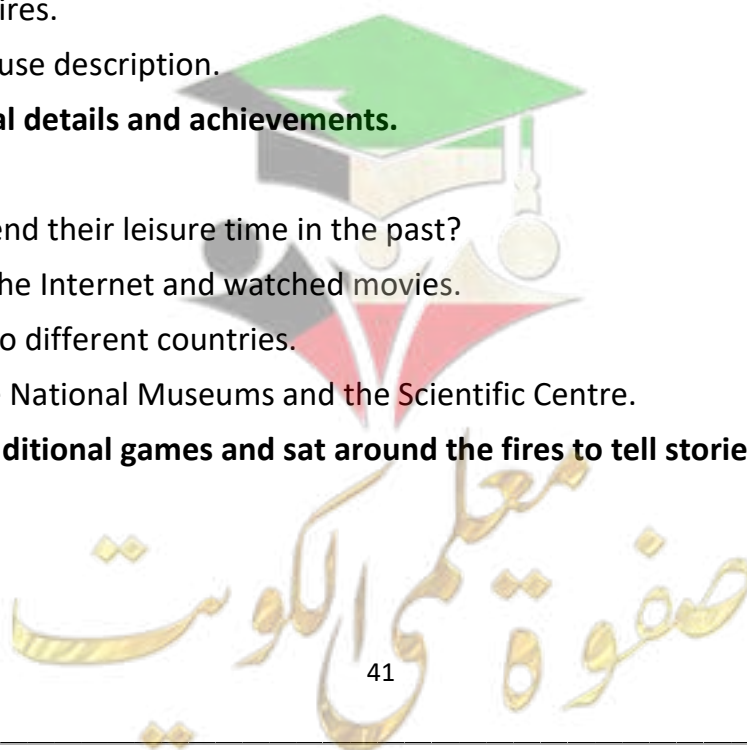 ires.
use description.
al details and achievements.
end their leisure time in the past?
he Internet and watched movies.
o different countries.
National Museums and the Scientific Centre.
ditional games and sat around the fires to tell storie
صفوة معلمى الكويت
41